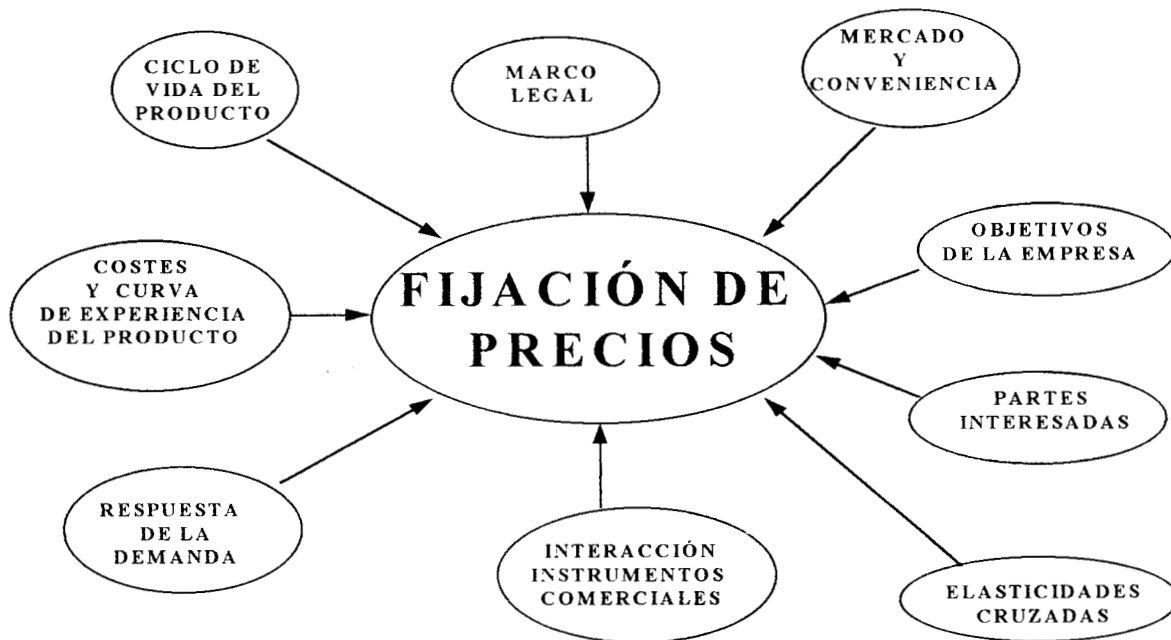 CICLO DE
VIDA DEL
PRODUCTO
MARCO
LEGAL
MERCADO
Y
CONVENIENCIA
COSTES
Y CURVA
DE EXPERIENCIA
DEL PRODUCTO
FIJACIÓN DE
PRECIOS
OBJETIVOS
DE LA EMPRESA
PARTES
INTERESADAS
RESPUESTA
DE LA
DEMANDA
INTERACCIÓN
INSTRUMENTOS
COMERCIALES
ELASTICIDADES
CRUZADAS